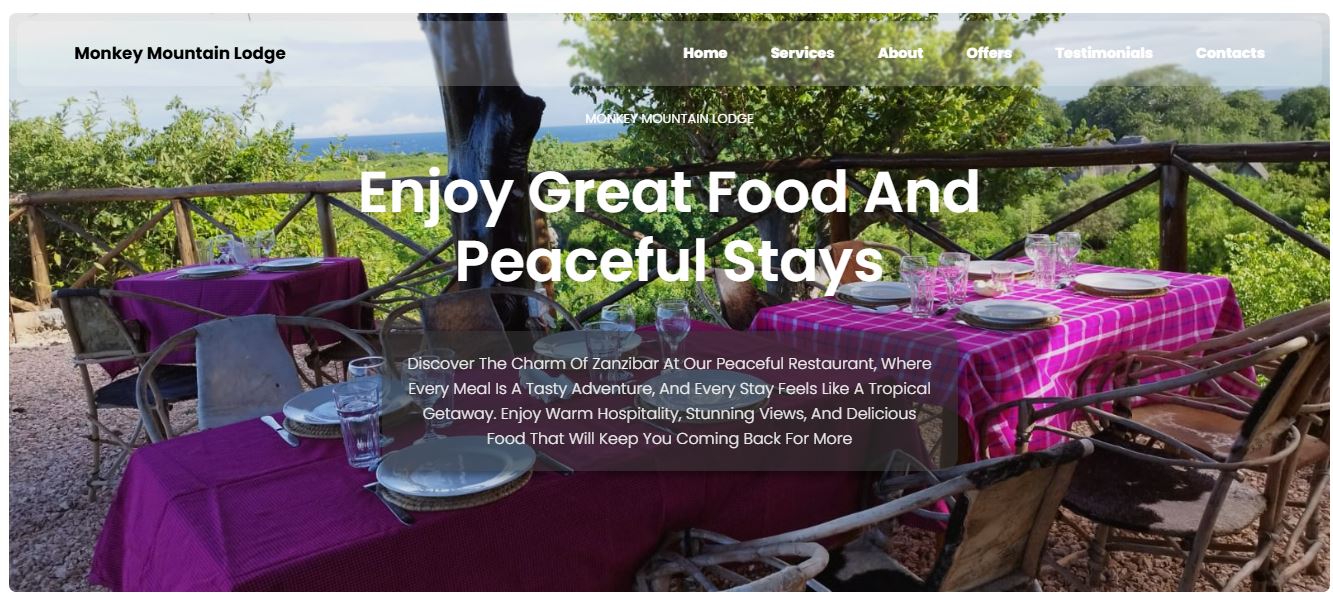 Monkey Mountain Lodge
Home Services About Offers Testimonials Contacts
MONKEY MOUNTAIN LODGE
Enjoy Great Food And
Peaceful Stays
Discover The Charm Of Zanzibar At Our Peaceful Restaurant, Where
Every Meal Is A Tasty Adventure, And Every Stay Feels Like A Tropical
Getaway. Enjoy Warm Hospitality, Stunning Views, And Delicious
Food That Will Keep You Coming Back For More